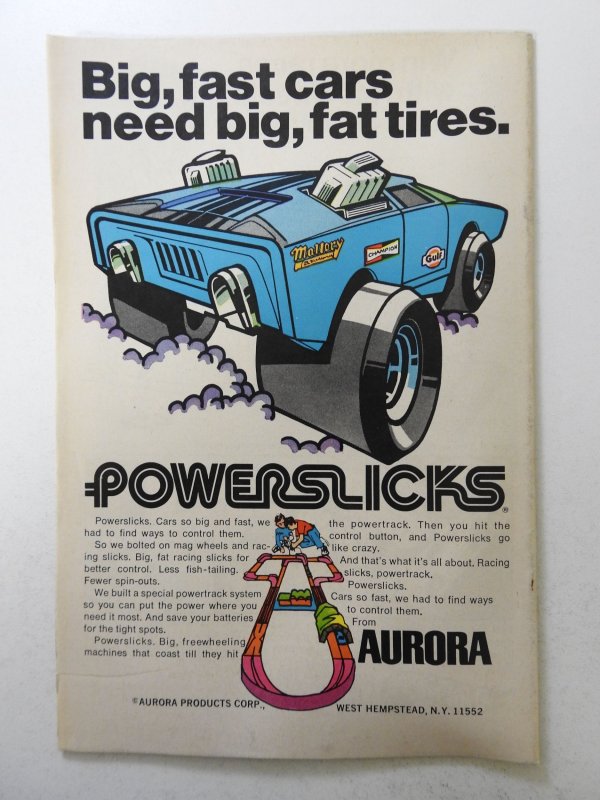 Big, fast cars
need big, fat tires.
Mallory
CHAMPION
Gulf
POWERSLICKS®
Powerslicks. Cars so big and fast, we
had to find ways to control them.
So we bolted on mag wheels and rac-
ing slicks. Big, fat racing slicks for
better control. Less fish-tailing.
Fewer spin-outs.
We built a special powertrack system
so you can put the power where you
need it most. And save your batteries
for the tight spots.
Powerslicks. Big, freewheeling
machines that coast till they hit
the powertrack. Then you hit the
control button, and Powerslicks go
like crazy.
And that's what it's all about. Racing
slicks, powertrack.
Powerslicks.
Cars so fast, we had to find ways
to control them.
From
AURORA
©AURORA PRODUCTS CORP.,
WEST HEMPSTEAD, N.Y. 11552